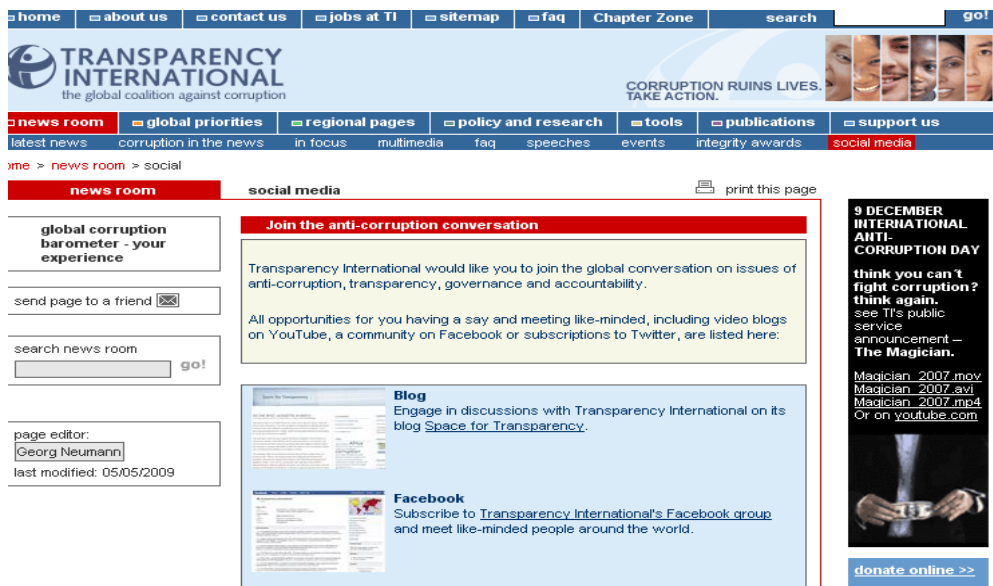 home about us contact us jobs at TI sitemap faq Chapter Zone search go!
TRANSPARENCY
INTERNATIONAL
the global coalition against corruption
CORRUPTION RUINS LIVES.
TAKE ACTION.
news room global priorities regional pages policy and research tools publications support us
latest news corruption in the news in focus multimedia faq speeches events integrity awards social media
ome > news room > social
news room
social media
print this page
global corruption
barometer - your
experience
send page to a friend
search news room
go!
page editor:
Georg Neumann
last modified: 05/05/2009
Join the anti-corruption conversation
Transparency International would like you to join the global conversation on issues of
anti-corruption, transparency, governance and accountability.
All opportunities for you having a say and meeting like-minded, including video blogs
on YouTube, a community on Facebook or subscriptions to Twitter, are listed here:
Blog
Engage in discussions with Transparency International on its
blog Space for Transparency.
Facebook
Subscribe to Transparency International's Facebook group
and meet like-minded people around the world.
9 DECEMBER
INTERNATIONAL
ANTI-
CORRUPTION DAY
think you can´t
fight corruption?
think again.
see TI's public
service
announcement —
The Magician.
Magician_2007.mov
Magician_2007.avi
Magician_2007.mp4
Or on youtube.com
donate online >>